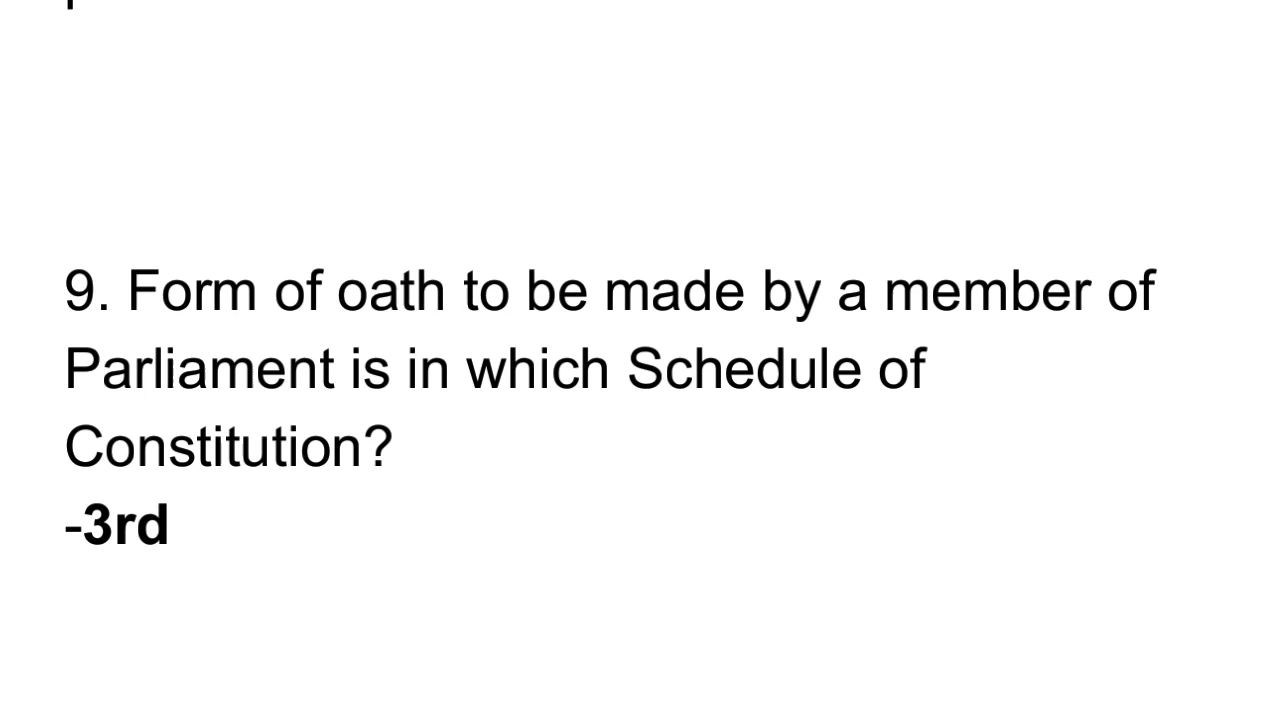 9. Form of oath to be made by a member of
Parliament is in which Schedule of
Constitution?
-3rd